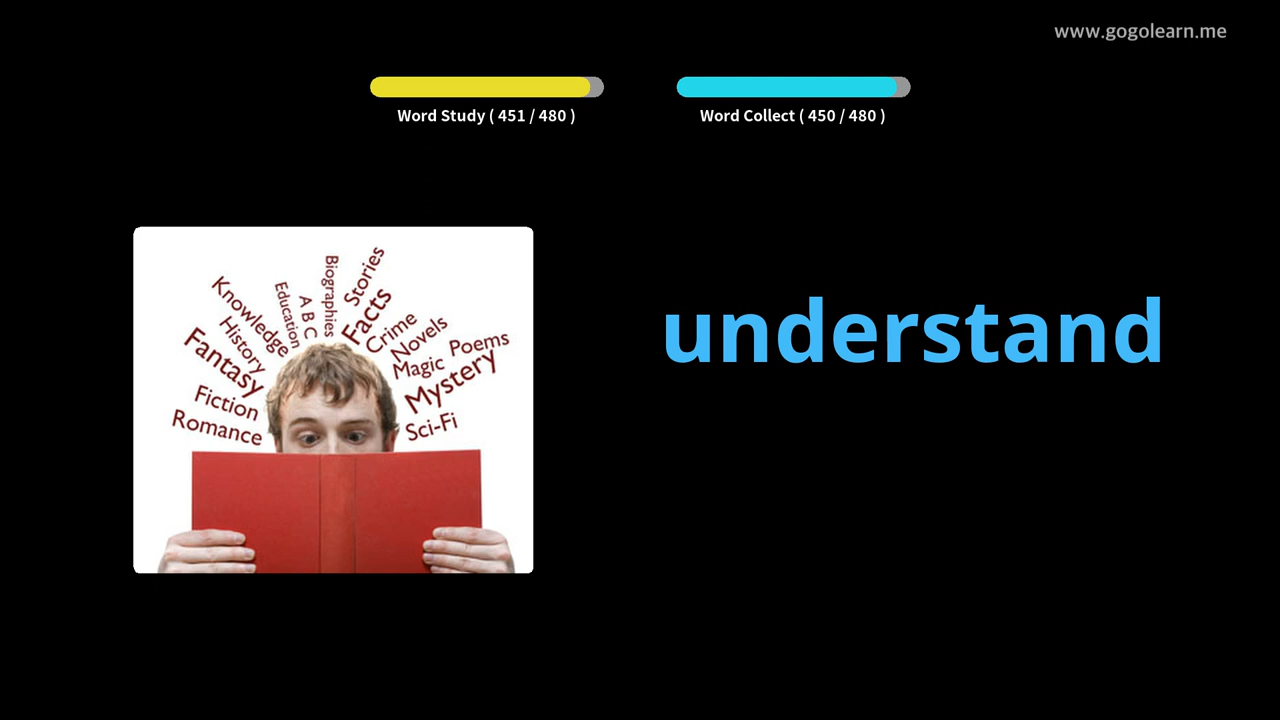 www.gogolearn.me
Word Study ( 451 / 480 )
Word Collect ( 450 / 480 )
understand
Biographies
Stories
Education
A B C
Facts
Knowledge
History
Crime
Novels
Fantasy
Magic
Poems
Fiction
Mystery
Romance
Sci-Fi